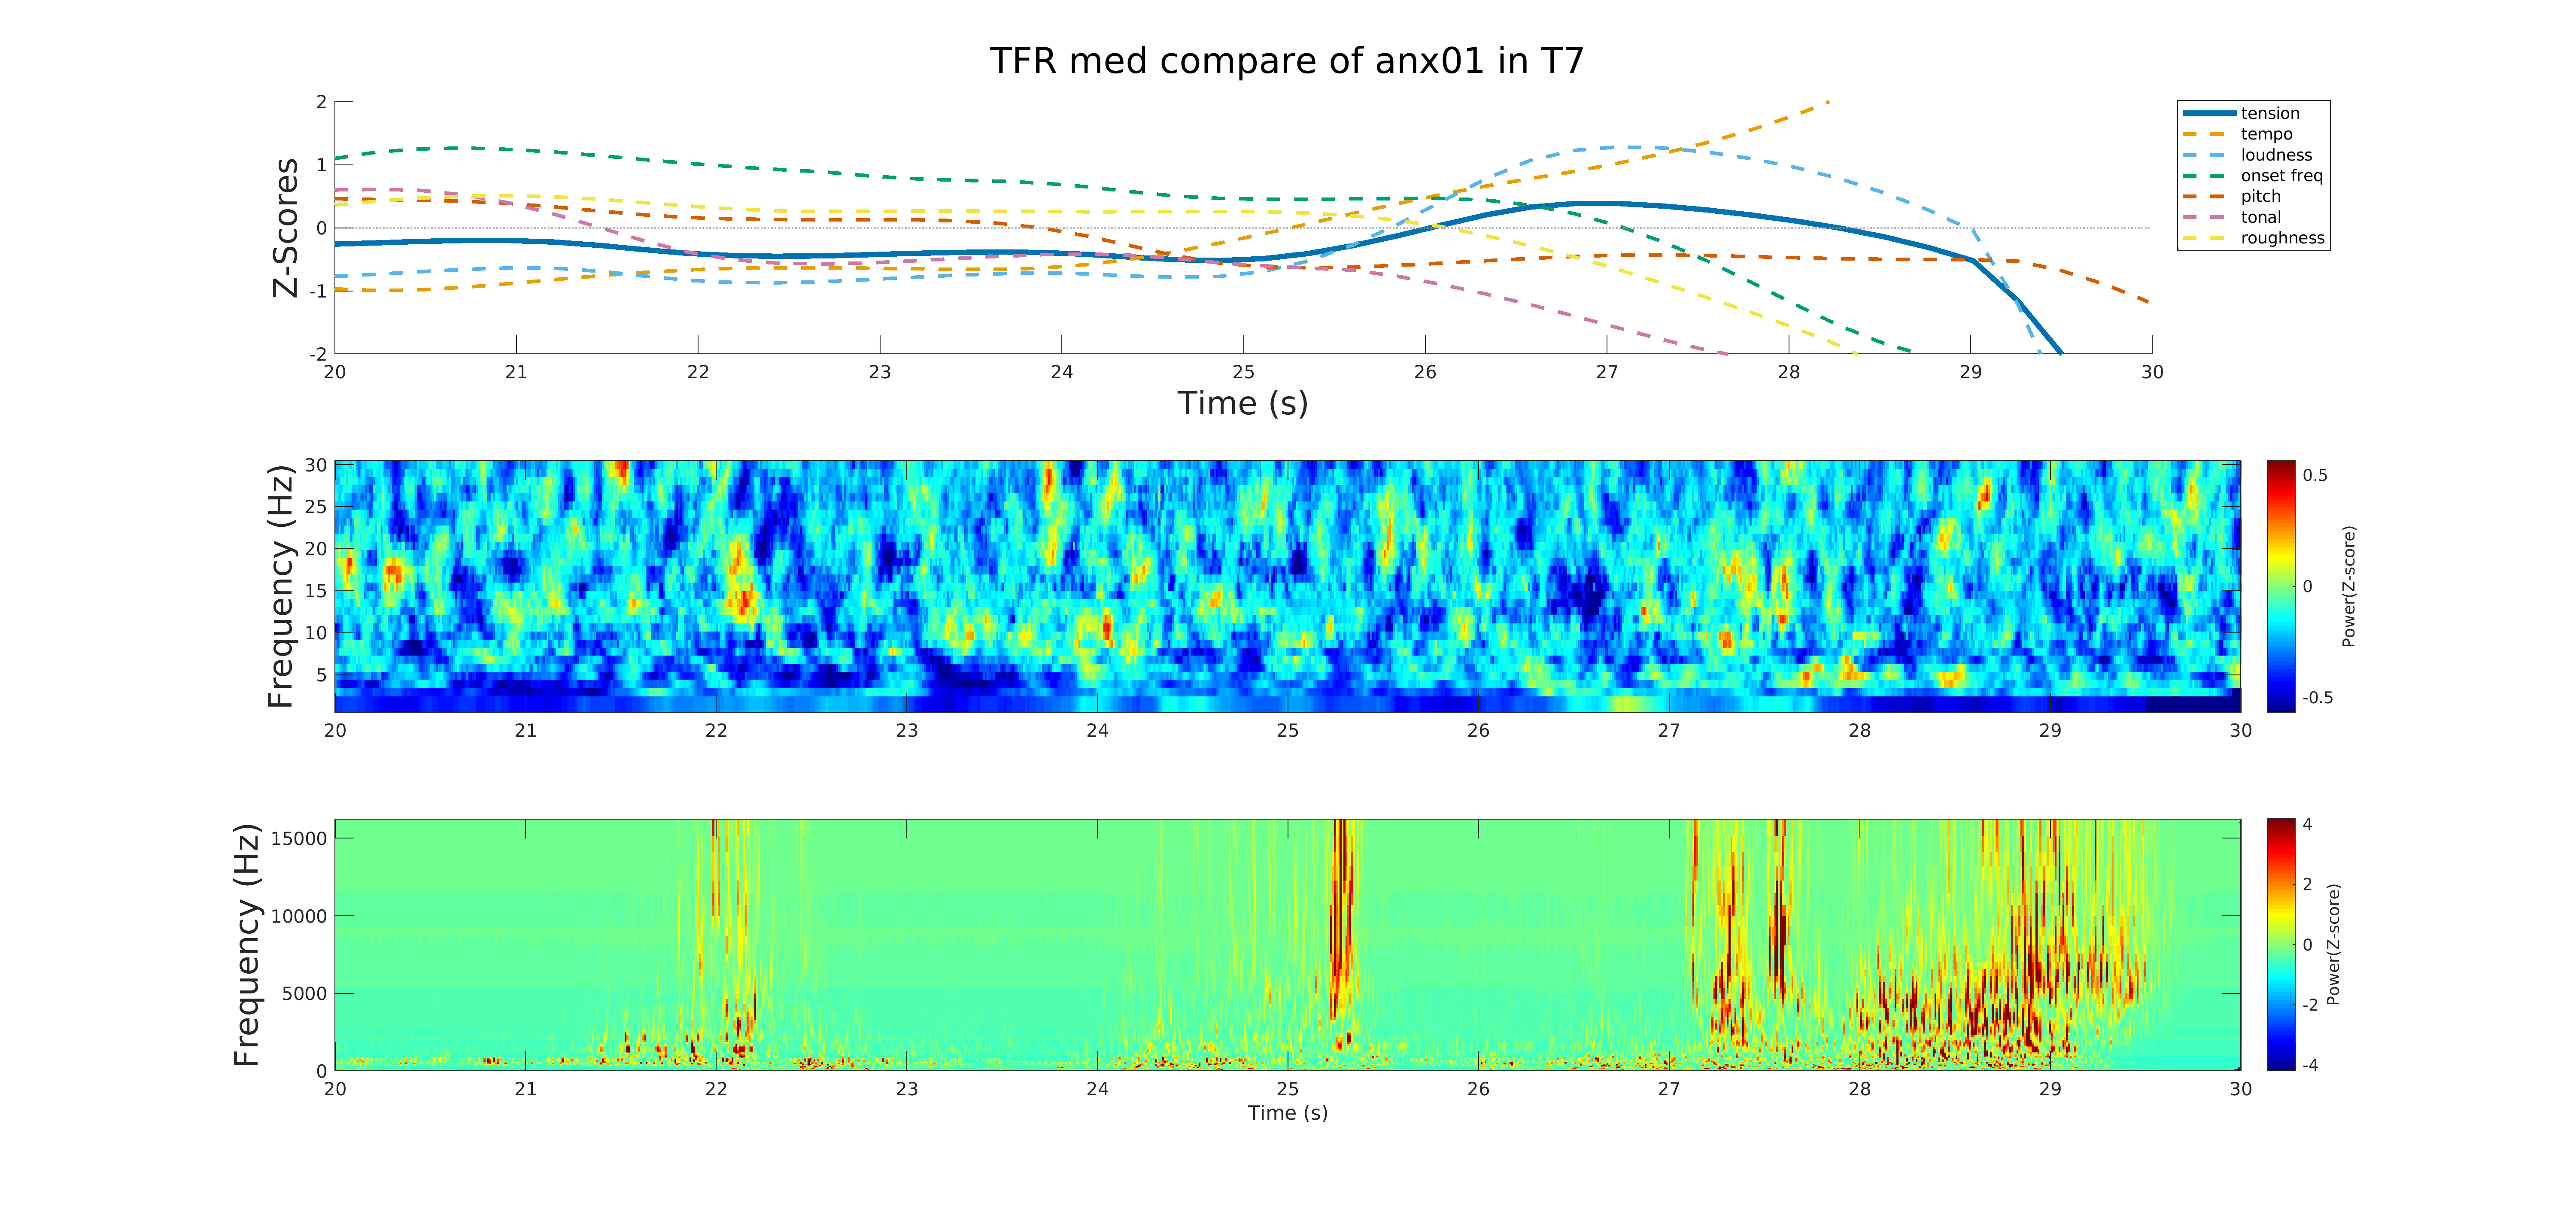 TFR med compare of anx01 in T7
Z-Scores
2
1
0
-1
-2
20 21 22 23 24 25 26 27 28 29 30
Time (s)
tension
tempo
loudness
onset freq
pitch
tonal
roughness
Frequency (Hz)
30
25
20
15
10
5
20 21 22 23 24 25 26 27 28 29 30
0.5
0
-0.5
Power(Z-score)
Frequency (Hz)
15000
10000
5000
0
20 21 22 23 24 25 26 27 28 29 30
Time (s)
4
2
0
-2
-4
Power(Z-score)